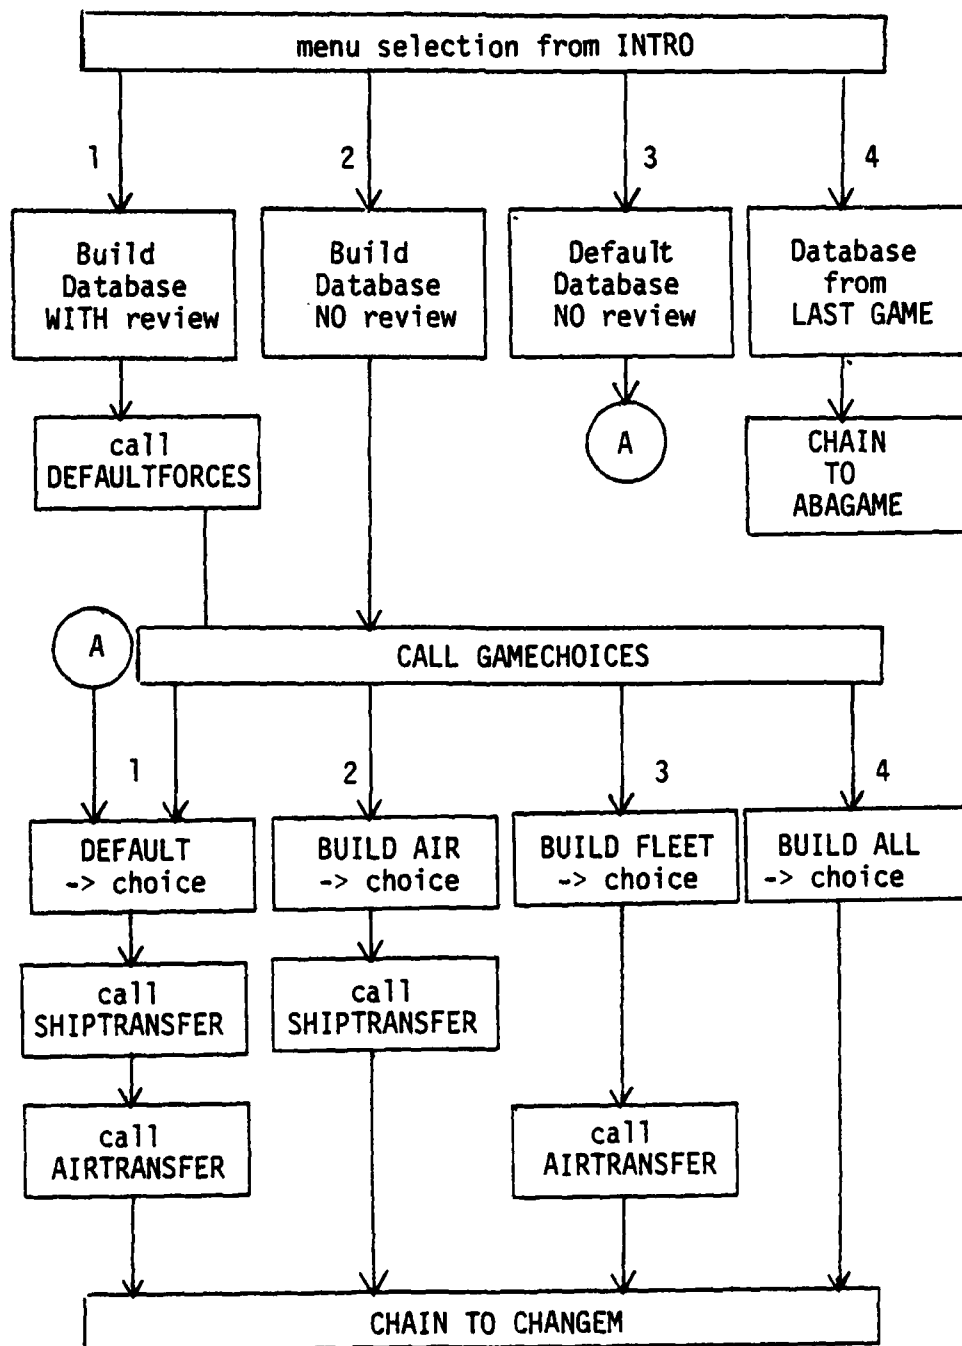 menu selection from INTRO
1
2
3
4
Build
Database
WITH review
Build
Database
NO review
Default
Database
NO review
Database
from
LAST GAME
call
DEFAULTFORCES
A
CHAIN
TO
ABAGAME
A
CALL GAMECHOICES
1
2
3
4
DEFAULT
-> choice
BUILD AIR
-> choice
BUILD FLEET
-> choice
BUILD ALL
-> choice
call
SHIPTRANSFER
call
SHIPTRANSFER
call
AIRTRANSFER
call
AIRTRANSFER
CHAIN TO CHANGEM